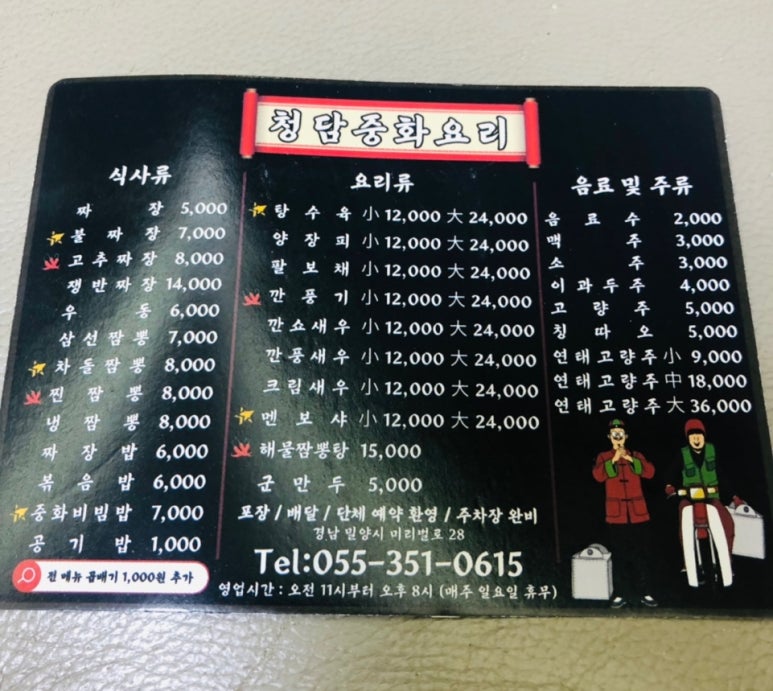 청담중화요리
식사류
짜장 5,000
불짜장 7,000
고추짜장 8,000
쟁반짜장 14,000
우동 6,000
삼선짬뽕 7,000
차돌짬뽕 8,000
찐짬뽕 8,000
냉짬뽕 8,000
짜장밥 6,000
볶음밥 6,000
중화비빔밥 7,000
공기밥 1,000
전 메뉴 곱배기 1,000원 추가
요리류
탕수육 小 12,000 大 24,000
양장피 小 12,000 大 24,000
팔보채 小 12,000 大 24,000
깐풍기 小 12,000 大 24,000
깐쇼새우 小 12,000 大 24,000
깐풍새우 小 12,000 大 24,000
크림새우 小 12,000 大 24,000
멘보샤 小 12,000 大 24,000
해물짬뽕탕 15,000
군만두 5,000
포장 / 배달 / 단체 예약 환영 / 주차장 완비
경남 밀양시 미리벌로 28
Tel:055-351-0615
영업시간 : 오전 11시부터 오후 8시 (매주 일요일 휴무)
음료 및 주류
음료수 2,000
맥주 3,000
소주 3,000
이과두주 4,000
고량주 5,000
칭따오 5,000
연태고량주 小 9,000
연태고량주 中 18,000
연태고량주 大 36,000